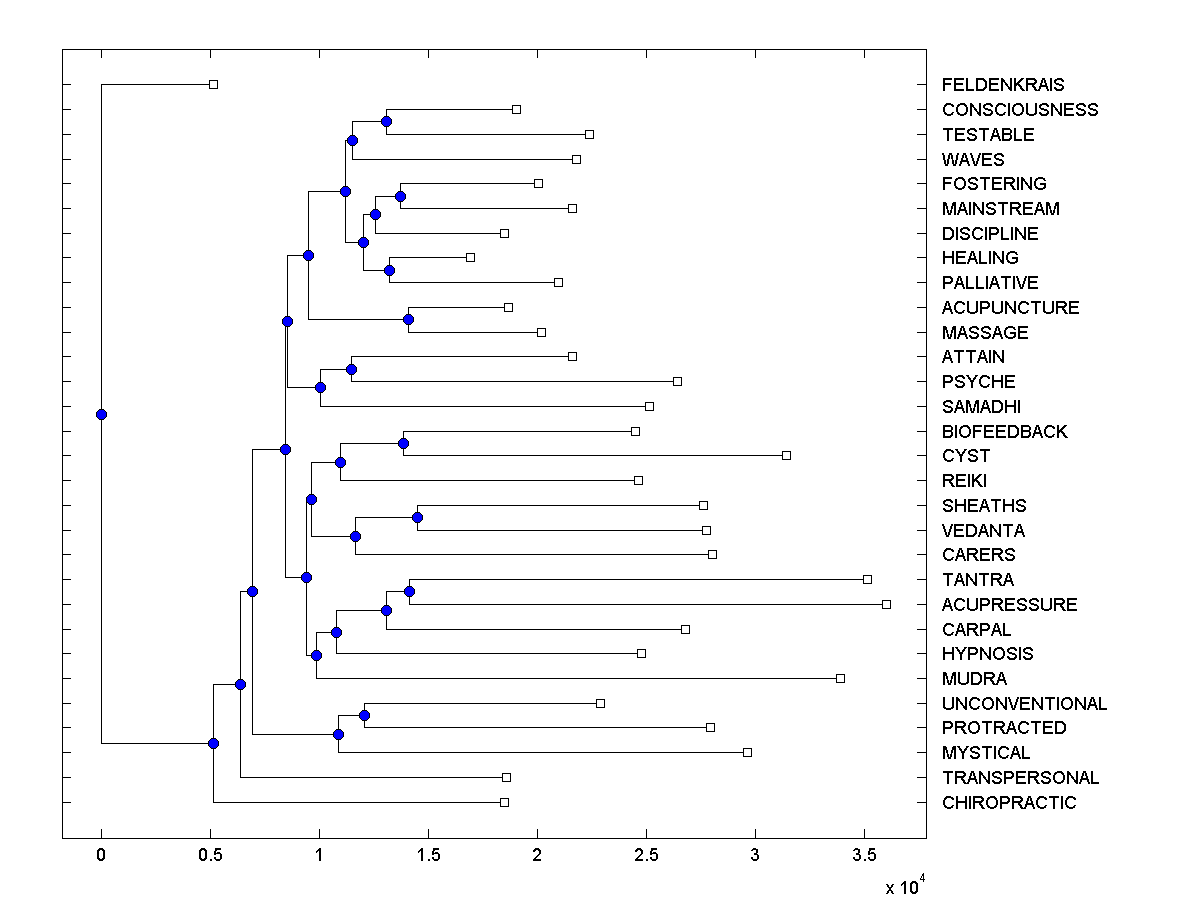 FELDENKRAIS
CONSCIOUSNESS
TESTABLE
WAVES
FOSTERING
MAINSTREAM
DISCIPLINE
HEALING
PALLIATIVE
ACUPUNCTURE
MASSAGE
ATTAIN
PSYCHE
SAMADHI
BIOFEEDBACK
CYST
REIKI
SHEATHS
VEDANTA
CARERS
TANTRA
ACUPRESSURE
CARPAL
HYPNOSIS
MUDRA
UNCONVENTIONAL
PROTRACTED
MYSTICAL
TRANSPERSONAL
CHIROPRACTIC
0 0.5 1 1.5 2 2.5 3 3.5
x 10^4